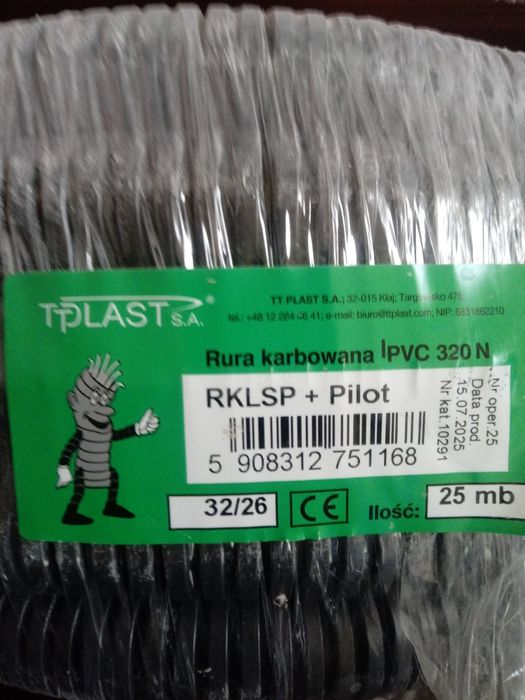 TTPLAST S.A.®
TT PLAST S.A.; 32-015 Kłaj; Targowisko 476
tel.: +48 12 284 46 41; e-mail: biuro@ttplast.com; NIP: 6831862210
Rura karbowana PVC 320 N
RKLSP + Pilot
5 908312 751168
Nr oper.25
Data prod
15.07.2025
Nr kat.10291
32/26
CE
Ilość: 25 mb